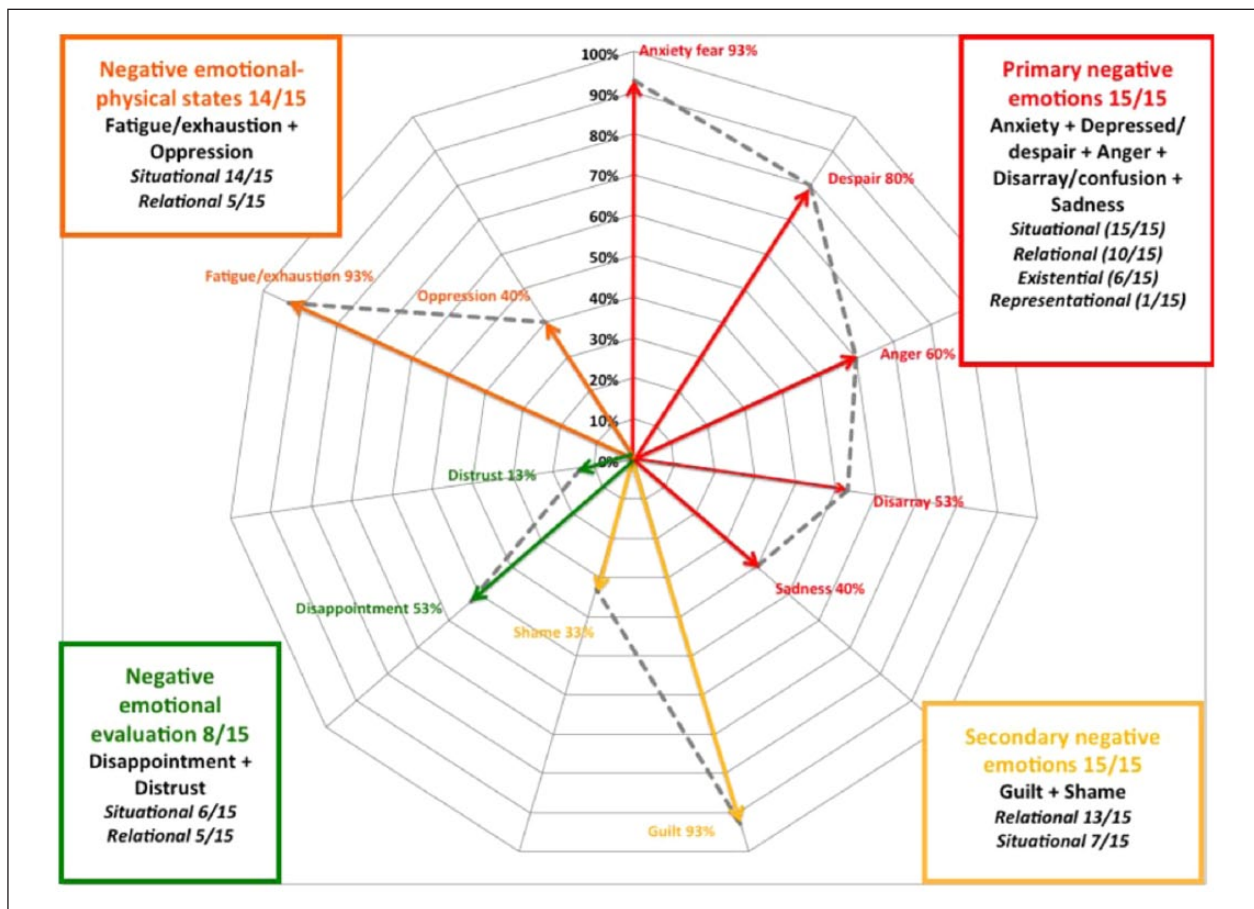 Negative emotional-
physical states 14/15
Fatigue/exhaustion +
Oppression
Situational 14/15
Relational 5/15
Primary negative
emotions 15/15
Anxiety + Depressed/
despair + Anger +
Disarray/confusion +
Sadness
Situational (15/15)
Relational (10/15)
Existential (6/15)
Representational (1/15)
100%
90%
80%
70%
60%
50%
40%
30%
20%
10%
0%
Anxiety fear 93%
Despair 80%
Anger 60%
Disarray 53%
Sadness 40%
Guilt 93%
Shame 33%
Disappointment 53%
Distrust 13%
Fatigue/exhaustion 93%
Oppression 40%
Negative
emotional
evaluation 8/15
Disappointment +
Distrust
Situational 6/15
Relational 5/15
Secondary negative
emotions 15/15
Guilt + Shame
Relational 13/15
Situational 7/15